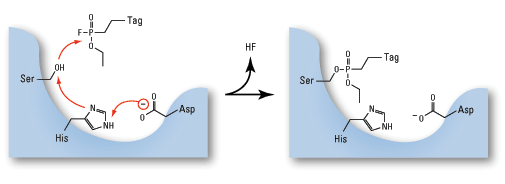 O
F-P
O
Tag
OH
Ser
N
NH
His
−
O
O
Asp
HF
O
O-P
O
Tag
Ser
N
NH
His
O
-O
Asp